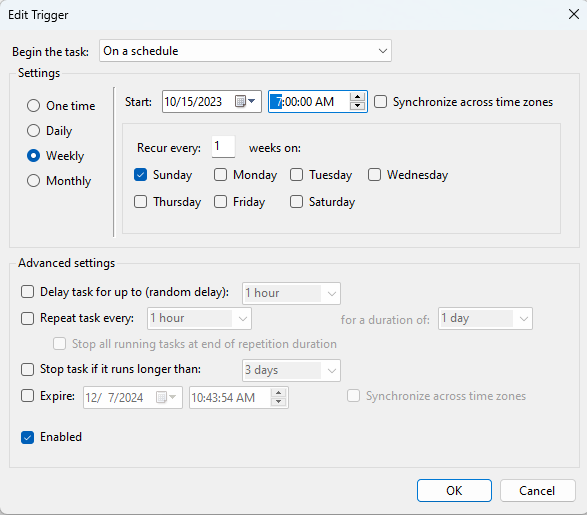 Edit Trigger
Begin the task: On a schedule
Settings
One time
Daily
Weekly
Monthly
Start: 10/15/2023 7:00:00 AM Synchronize across time zones
Recur every: 1 weeks on:
Sunday Monday Tuesday Wednesday
Thursday Friday Saturday
Advanced settings
Delay task for up to (random delay): 1 hour
Repeat task every: 1 hour for a duration of: 1 day
Stop all running tasks at end of repetition duration
Stop task if it runs longer than: 3 days
Expire: 12/ 7/2024 10:43:54 AM Synchronize across time zones
Enabled
OK Cancel